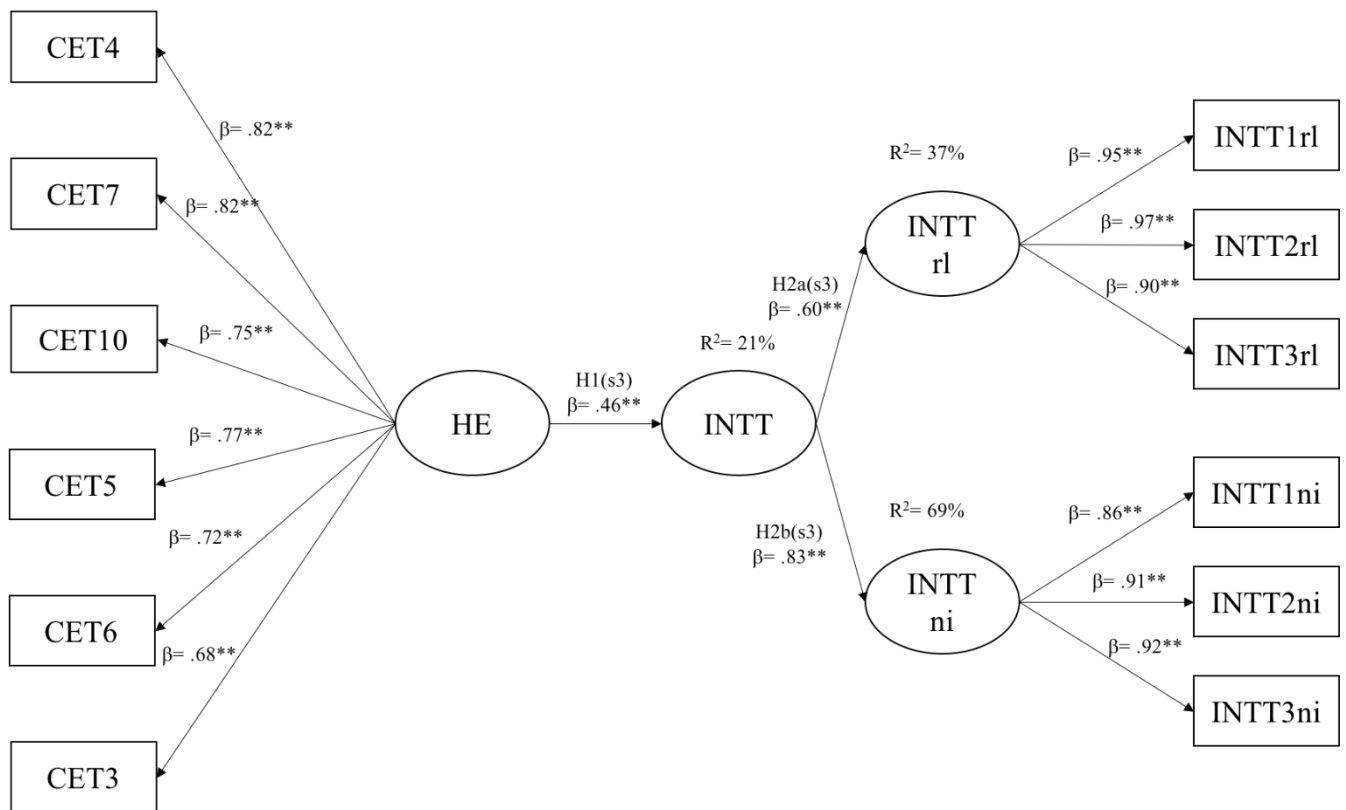 CET4
β= .82**
CET7
β= .82**
CET10
β= .75**
CET5
β= .77**
CET6
β= .72**
CET3
β= .68**
HE
H1(s3)
β= .46**
R²= 21%
INTT
H2a(s3)
β= .60**
H2b(s3)
β= .83**
R²= 37%
INTT
rl
β= .95**
INTT1rl
β= .97**
INTT2rl
β= .90**
INTT3rl
R²= 69%
INTT
ni
β= .86**
INTT1ni
β= .91**
INTT2ni
β= .92**
INTT3ni